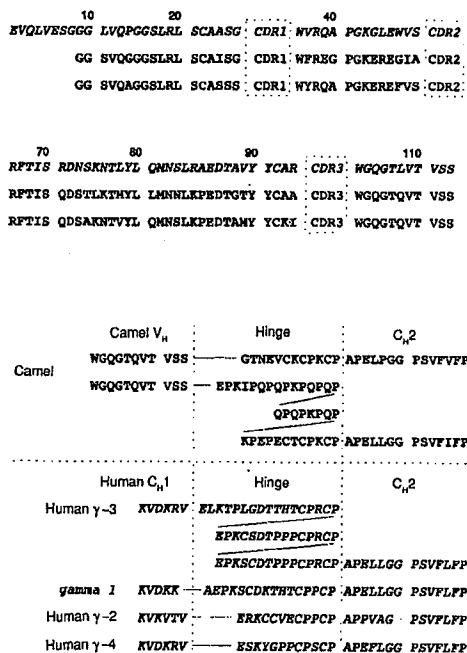 10 20 40
EVQLVESGGG LVQPGGSLRL SCAASG CDR1 WVRQA PGKGLEWVS CDR2
GG SVQGGGSLRL SCAISG CDR1 WFREG PGKEREGIA CDR2
GG SVQAGGSLRL SCASSS CDR1 WYRQA PGKEREFVS CDR2
70 80 90 110
RFTIS RDNSKNTLYL QMNSLRAEDTAVY YCAR CDR3 WGQGTLVT VSS
RFTIS QDSTLKTMYL LMNNLKPEDTGTY YCAA CDR3 WGQGTQVT VSS
RFTIS QDSAKNTVYL QMNSLKPEDTAMY YCKI CDR3 WGQGTQVT VSS
Camel VH Hinge CH2
Camel
WGQGTQVT VSS GTNEVCKCPKCP APELPGG PSVFVFP
WGQGTQVT VSS EPKIPQPQPKPQPQP
QPQPKPQP
KPEPECTCPKCP APELLGG PSVFIFP
Human CH1 Hinge CH2
Human γ-3 KVDKRV ELKTPLGDTTHTCPRCP
EPKCSDTPPPCPRCP
EPKSCDTPPPCPRCP APELLGG PSVFLFP
gamma 1 KVDKK AEPKSCDKTHTCPPCP APELLGG PSVFLFP
Human γ-2 KVKVTV ERKCCVECPPCP APPVAG PSVFLFP
Human γ-4 KVDKRV ESKYGPPCPSCP APEFLGG PSVFLFP